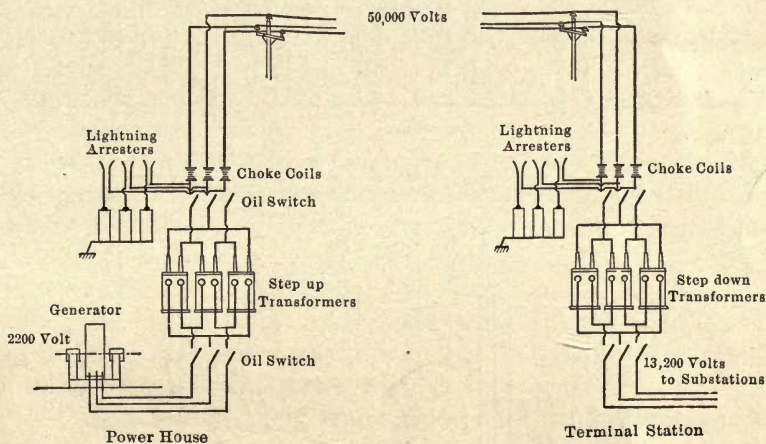 50,000 Volts
Lightning
Arresters
Choke Coils
Oil Switch
Step up
Transformers
Generator
2200 Volt
Oil Switch
Power House
Lightning
Arresters
Choke Coils
Step down
Transformers
13,200 Volts
to Substations
Terminal Station